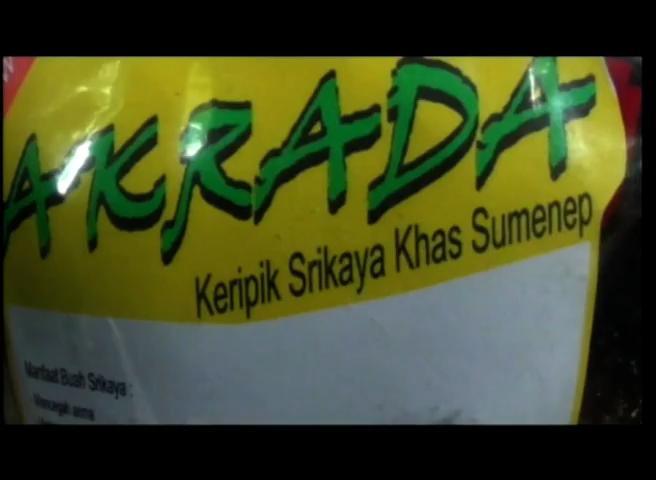 AKRADA
Keripik Srikaya Khas Sumenep
Manfaat Buah Srikaya :
Mencegah asma